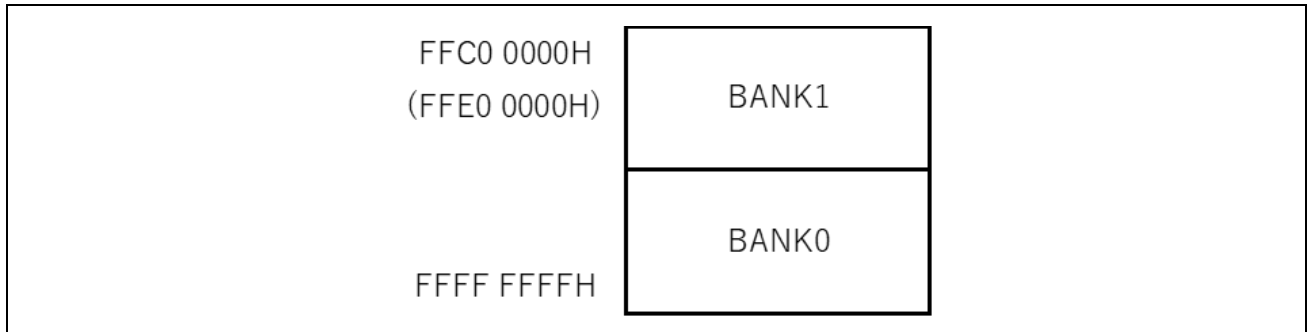 FFC0 0000H
(FFE0 0000H)
BANK1
BANK0
FFFF FFFFH